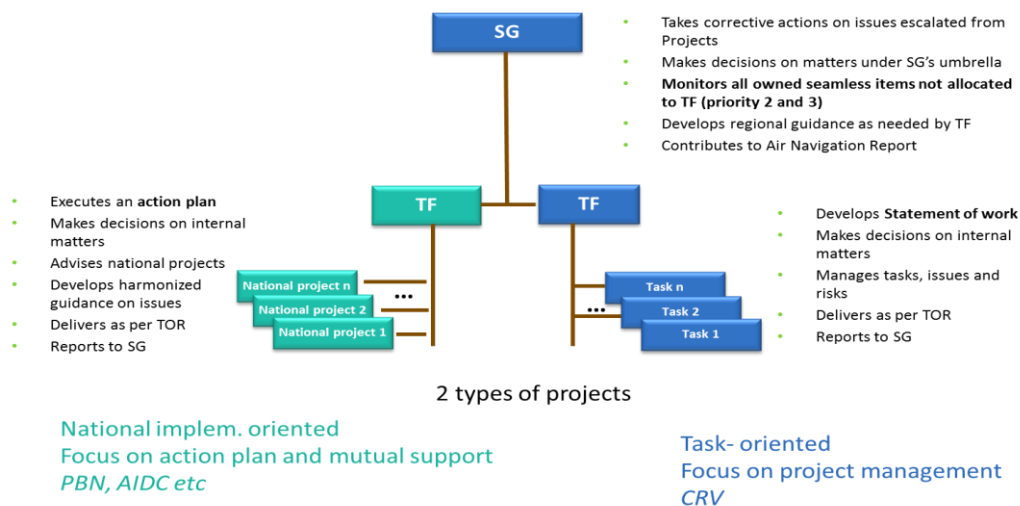 SG
• Takes corrective actions on issues escalated from
Projects
• Makes decisions on matters under SG's umbrella
• Monitors all owned seamless items not allocated
to TF (priority 2 and 3)
• Develops regional guidance as needed by TF
• Contributes to Air Navigation Report
TF
TF
• Executes an action plan
• Makes decisions on internal
matters
• Advises national projects
• Develops harmonized
guidance on issues
• Delivers as per TOR
• Reports to SG
National project n
...
National project 2
National project 1
Task n
...
Task 2
Task 1
• Develops Statement of work
• Makes decisions on internal
matters
• Manages tasks, issues and
risks
• Delivers as per TOR
• Reports to SG
2 types of projects
National implem. oriented
Focus on action plan and mutual support
PBN, AIDC etc
Task- oriented
Focus on project management
CRV